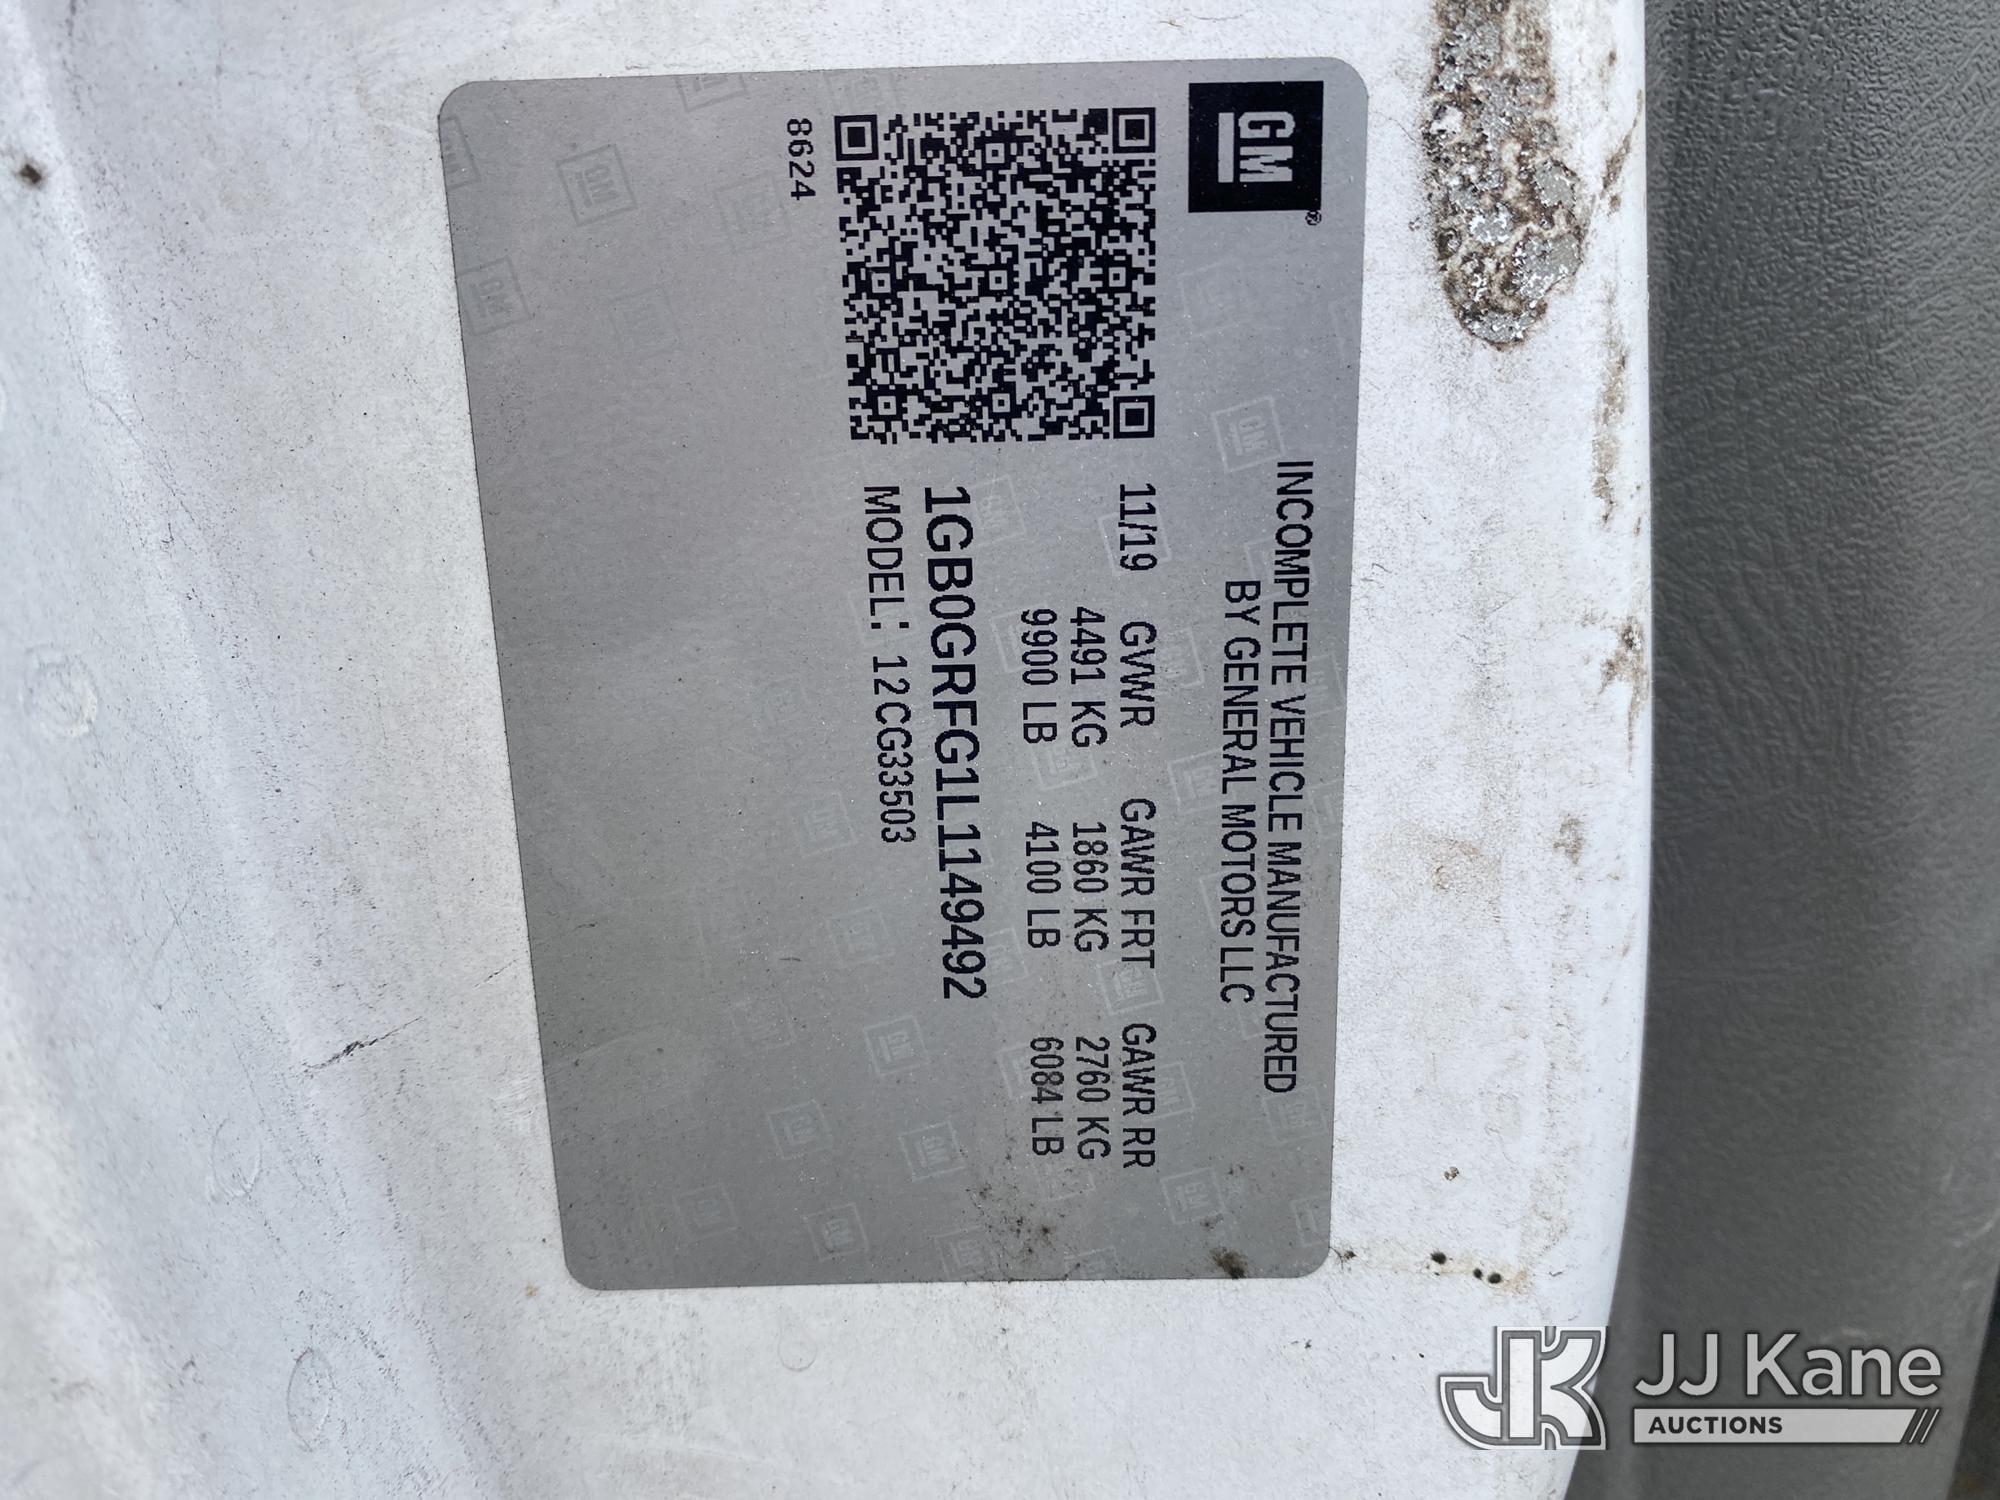 GM®
INCOMPLETE VEHICLE MANUFACTURED
BY GENERAL MOTORS LLC
11/19 GVWR GAWR FRT GAWR RR
4491 KG 1860 KG 2760 KG
9900 LB 4100 LB 6084 LB
1GB0GRFG1L1149492
MODEL: 12CG33503
8624
JK JJ Kane
AUCTIONS